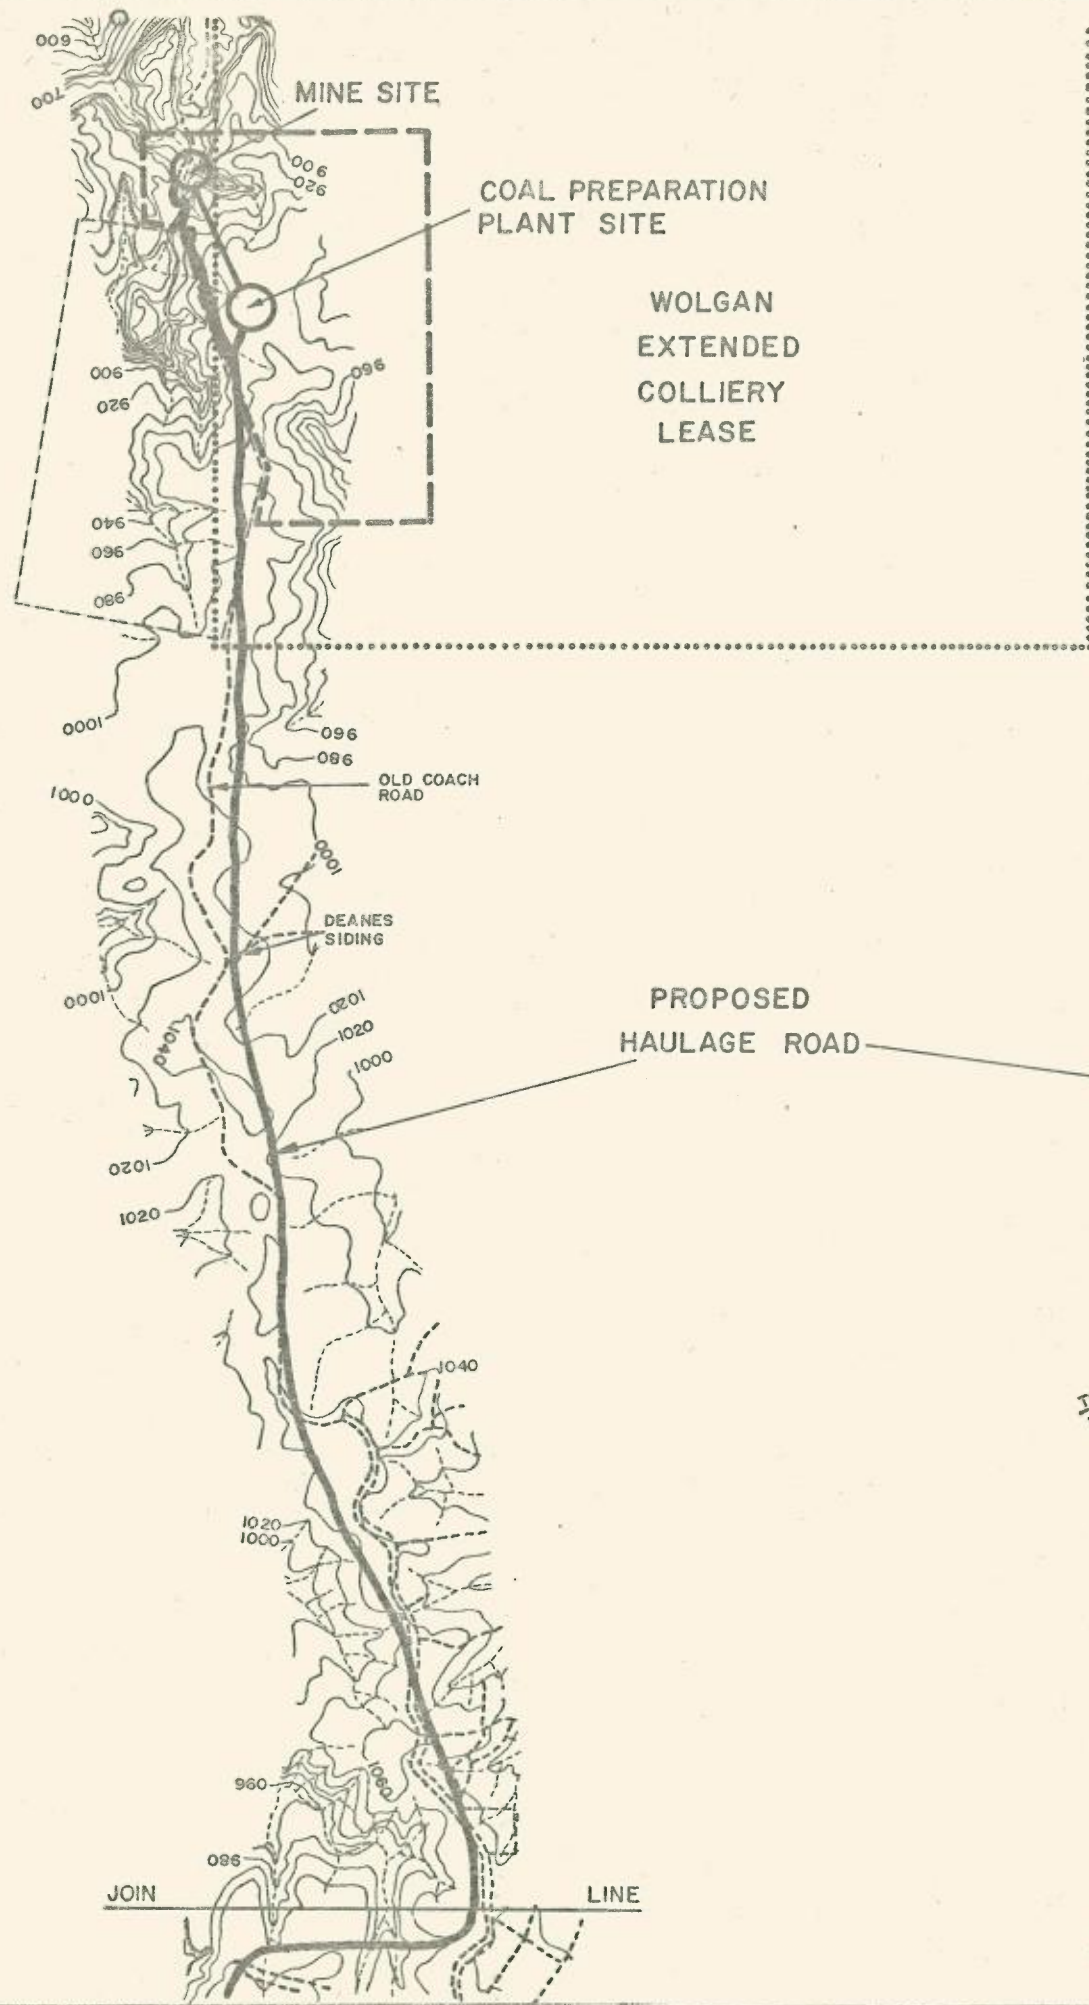 600
700
MINE SITE
900
920
COAL PREPARATION
PLANT SITE
WOLGAN
EXTENDED
COLLIERY
LEASE
900
960
920
940
960
980
1000
960
980
OLD COACH
ROAD
1000
1000
DEANES
SIDING
1000
1020
1020
1040
1000
PROPOSED
HAULAGE ROAD
1020
1020
1040
1020
1000
1060
960
980
JOIN LINE